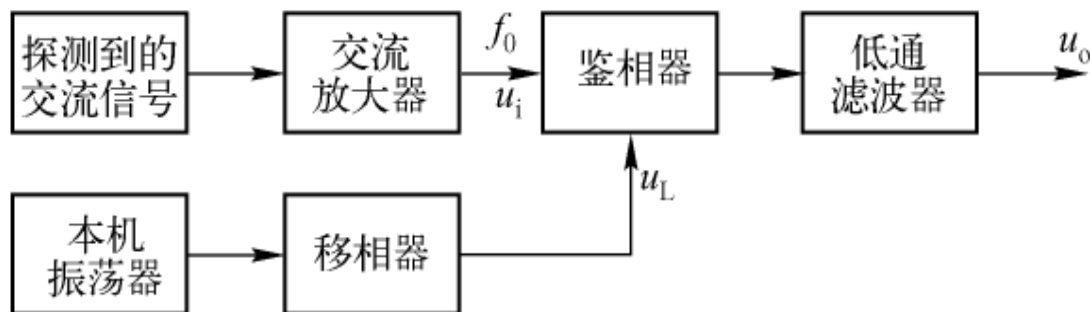 探测到的
交流信号
交流
放大器
f₀
uᵢ
鉴相器
低通
滤波器
uₒ
本机
振荡器
移相器
u_L